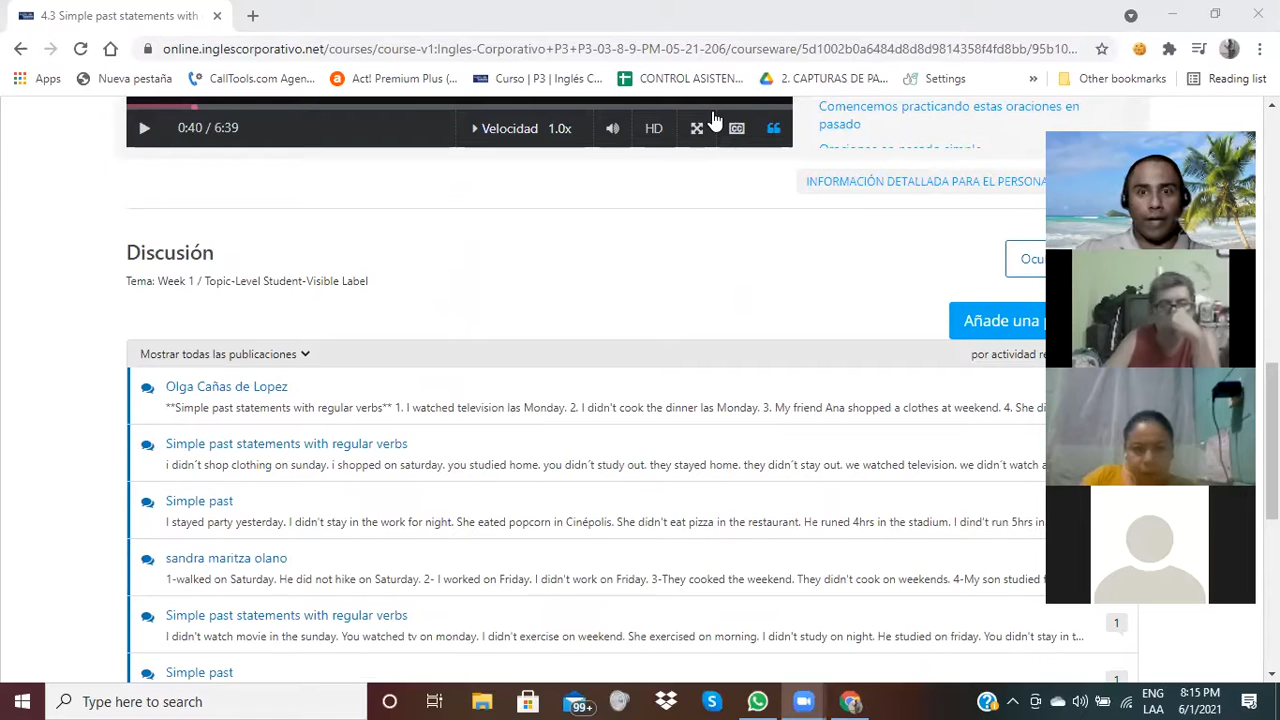 4.3 Simple past statements with
online.inglescorporativo.net/courses/course-v1:Ingles-Corporativo+P3+P3-03-8-9-PM-05-21-206/courseware/5d1002b0a6484d8d8d9814358f4fd8bb/95b10...
Apps Nueva pestaña CallTools.com Agen... Act! Premium Plus (... Curso | P3 | Inglés C... CONTROL ASISTEN... 2. CAPTURAS DE PA... Settings » Other bookmarks Reading list
Comencemos practicando estas oraciones en
pasado
0:40 / 6:39 Velocidad 1.0x HD
Oraciones en pasado simple
INFORMACIÓN DETALLADA PARA EL PERSONA
Discusión
Ocu
Tema: Week 1 / Topic-Level Student-Visible Label
Añade una
Mostrar todas las publicaciones por actividad re
Olga Cañas de Lopez
**Simple past statements with regular verbs** 1. I watched television las Monday. 2. I didn't cook the dinner las Monday. 3. My friend Ana shopped a clothes at weekend. 4. She di
Simple past statements with regular verbs
i didn´t shop clothing on sunday. i shopped on saturday. you studied home. you didn´t study out. they stayed home. they didn´t stay out. we watched television. we didn´t watch a
Simple past
I stayed party yesterday. I didn't stay in the work for night. She eated popcorn in Cinépolis. She didn't eat pizza in the restaurant. He runed 4hrs in the stadium. I dind't run 5hrs in
sandra maritza olano
1-walked on Saturday. He did not hike on Saturday. 2- I worked on Friday. I didn't work on Friday. 3-They cooked the weekend. They didn't cook on weekends. 4-My son studied f
Simple past statements with regular verbs
I didn't watch movie in the sunday. You watched tv on monday. I didn't exercise on weekend. She exercised on morning. I didn't study on night. He studied on friday. You didn't stay in t... 1
Simple past 1
Type here to search 99+ ENG 8:15 PM
LAA 6/1/2021